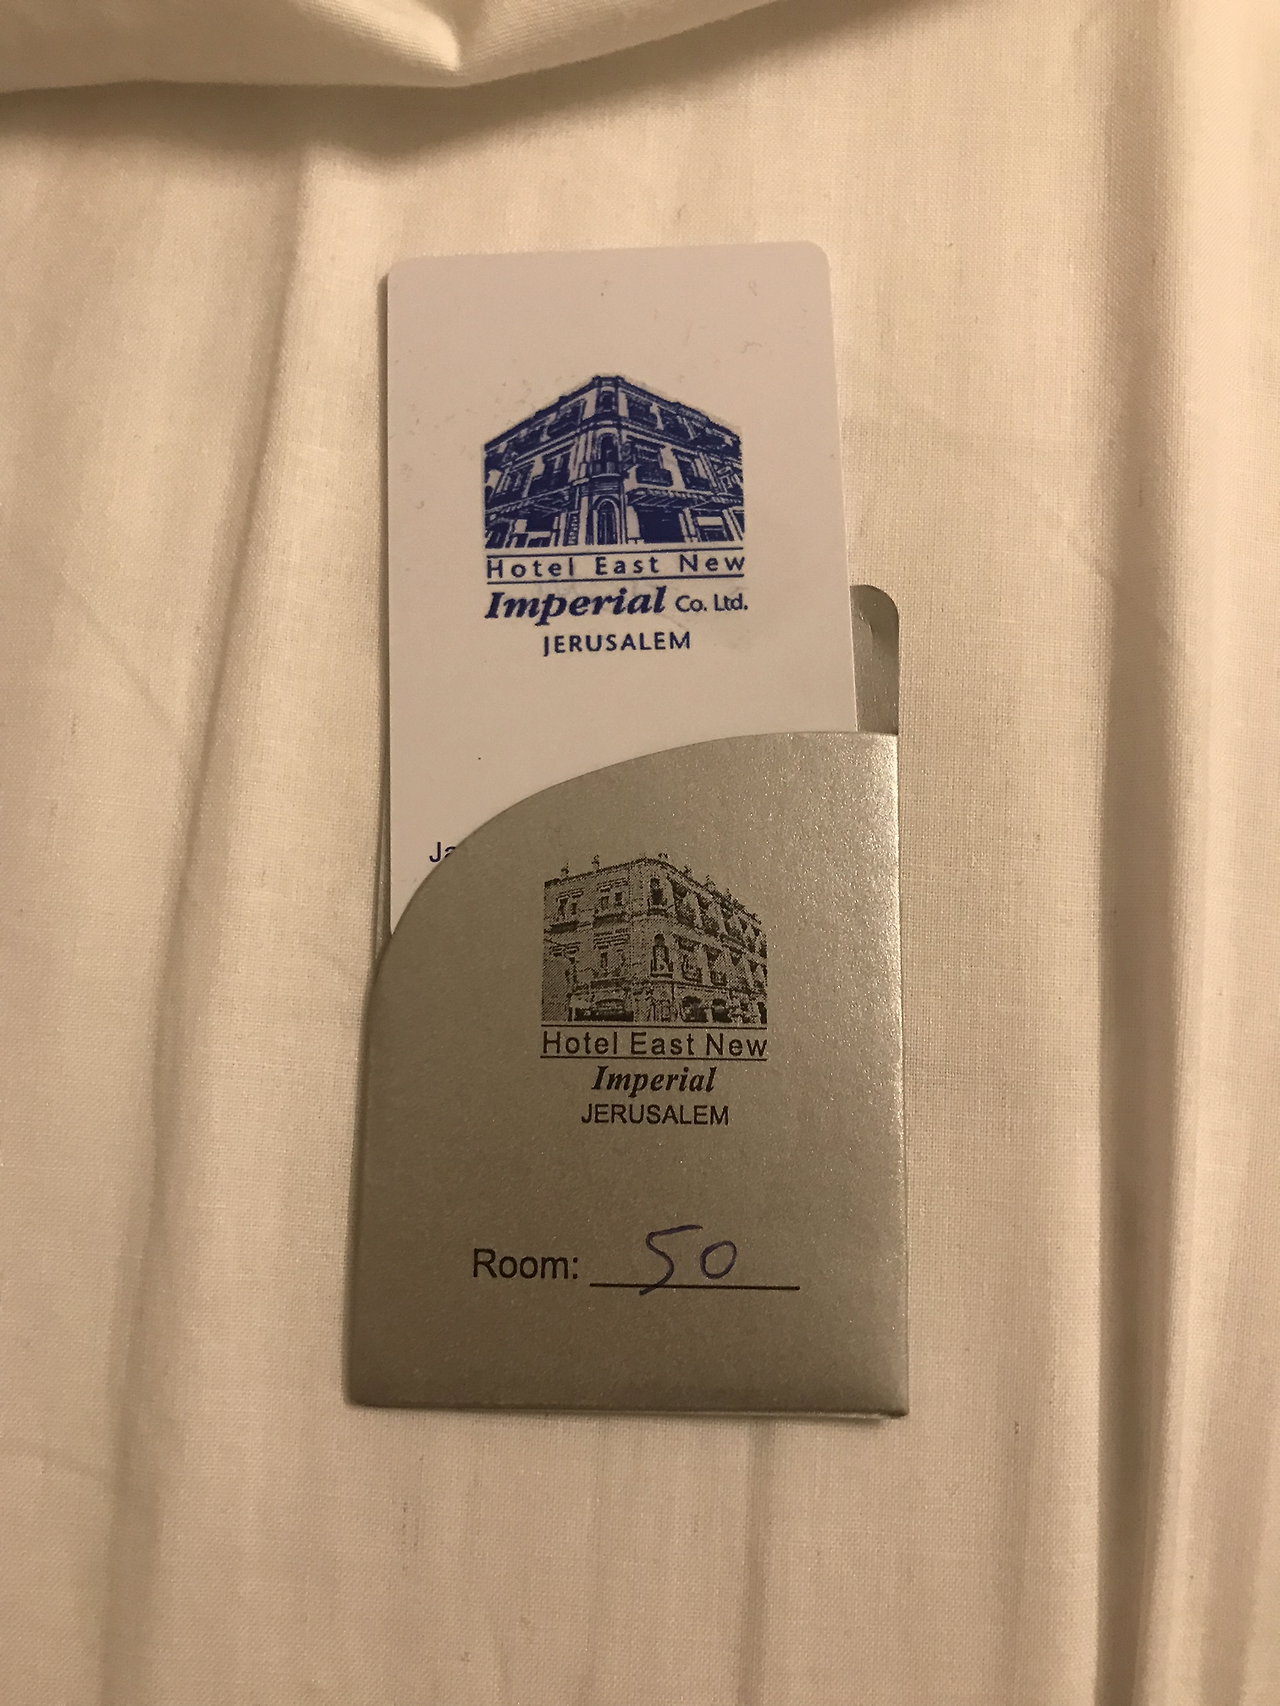 Hotel East New
Imperial Co. Ltd.
JERUSALEM
Hotel East New
Imperial
JERUSALEM
Room: 50